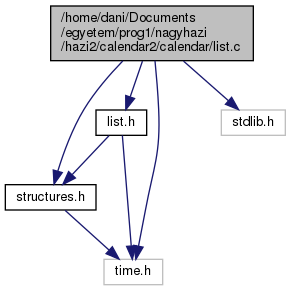 /home/dani/Documents
/egyetem/prog1/nagyhazi
/hazi2/calendar2/calendar/list.c
list.h
stdlib.h
structures.h
time.h